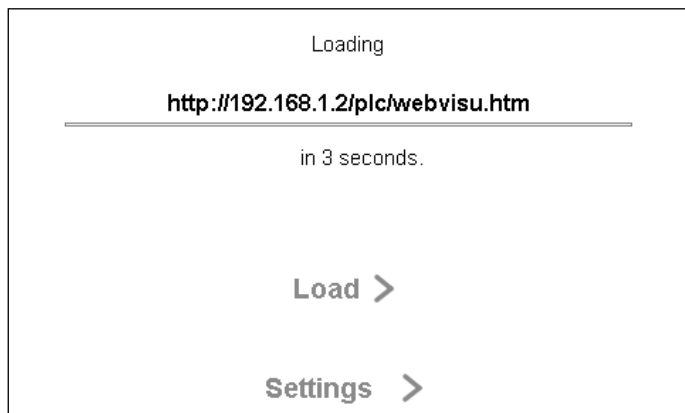 Loading
http://192.168.1.2/plc/webvisu.htm
in 3 seconds.
Load >
Settings >